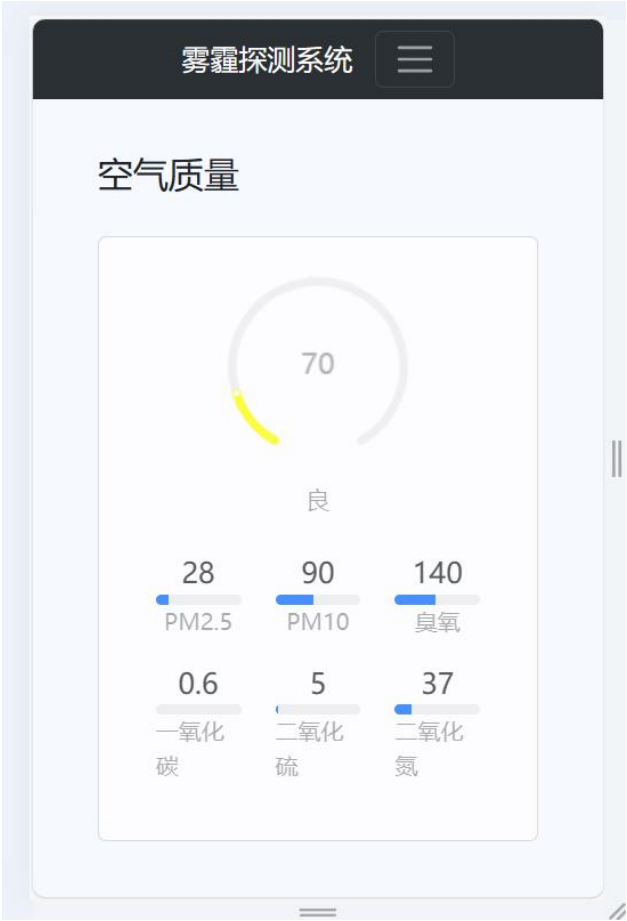 雾霾探测系统
空气质量
70
良
28 90 140
PM2.5 PM10 臭氧
0.6 5 37
一氧化 二氧化 二氧化
碳 硫 氮